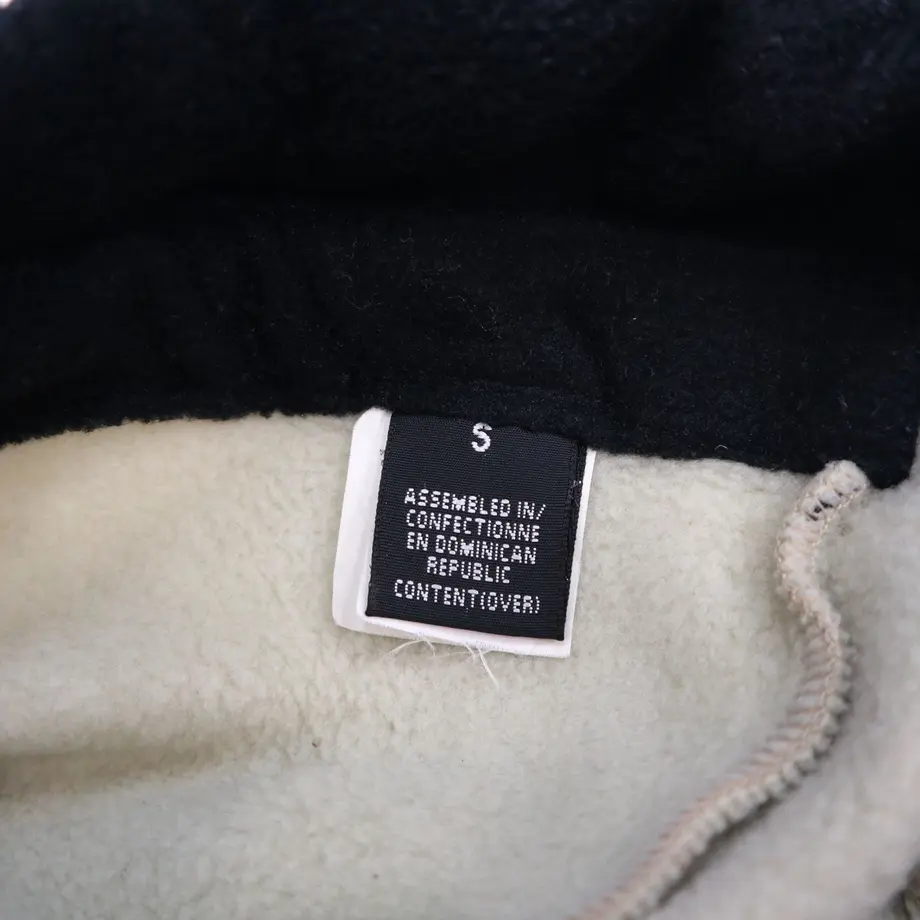 S
ASSEMBLED IN/
CONFECTIONNE
EN DOMINICAN
REPUBLIC
CONTENT(OVER)